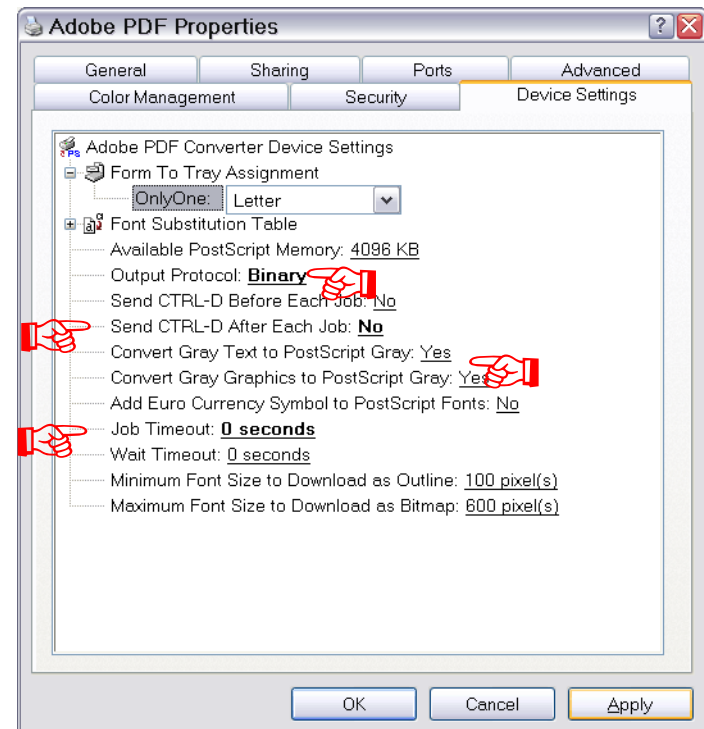 Adobe PDF Properties
General Sharing Ports Advanced
Color Management Security Device Settings
Adobe PDF Converter Device Settings
Form To Tray Assignment
OnlyOne: Letter
Font Substitution Table
Available PostScript Memory: 4096 KB
Output Protocol: Binary
Send CTRL-D Before Each Job: No
Send CTRL-D After Each Job: No
Convert Gray Text to PostScript Gray: Yes
Convert Gray Graphics to PostScript Gray: Yes
Add Euro Currency Symbol to PostScript Fonts: No
Job Timeout: 0 seconds
Wait Timeout: 0 seconds
Minimum Font Size to Download as Outline: 100 pixel(s)
Maximum Font Size to Download as Bitmap: 600 pixel(s)
OK Cancel Apply